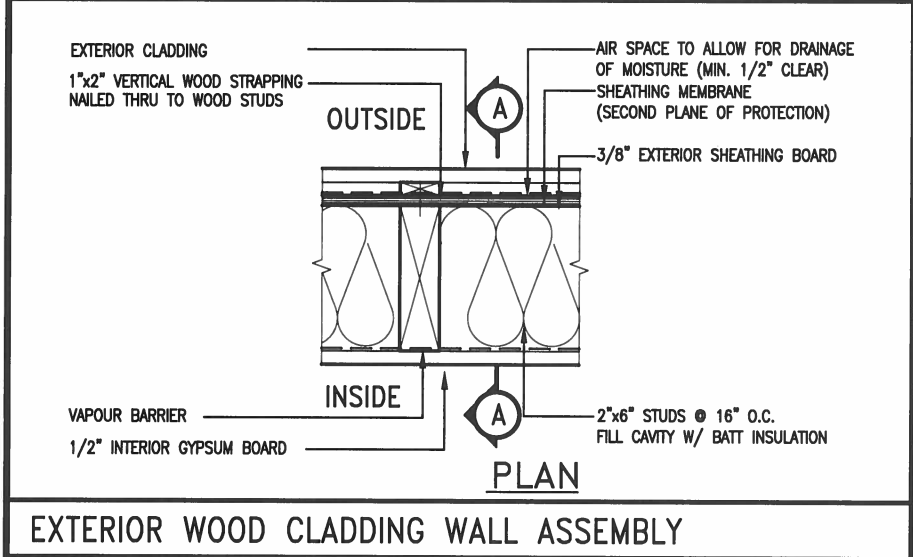 EXTERIOR CLADDING
1"x2" VERTICAL WOOD STRAPPING
NAILED THRU TO WOOD STUDS
OUTSIDE
A
AIR SPACE TO ALLOW FOR DRAINAGE
OF MOISTURE (MIN. 1/2" CLEAR)
SHEATHING MEMBRANE
(SECOND PLANE OF PROTECTION)
3/8" EXTERIOR SHEATHING BOARD
INSIDE
A
VAPOUR BARRIER
1/2" INTERIOR GYPSUM BOARD
2"x6" STUDS @ 16" O.C.
FILL CAVITY W/ BATT INSULATION
PLAN
EXTERIOR WOOD CLADDING WALL ASSEMBLY